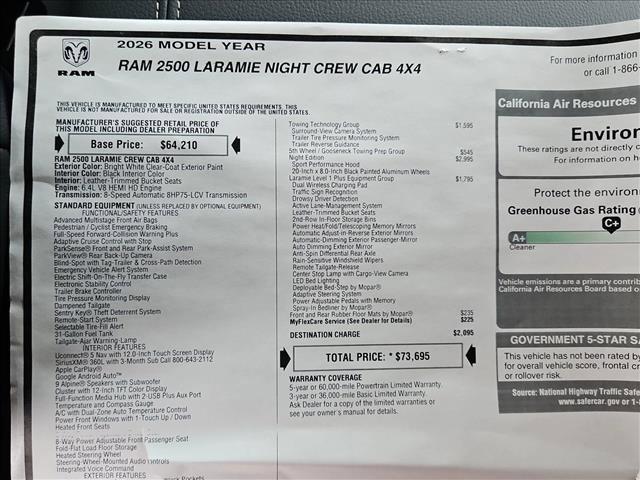 RAM
2026 MODEL YEAR
RAM 2500 LARAMIE NIGHT CREW CAB 4X4
For more information
or call 1-866-
THIS VEHICLE IS MANUFACTURED TO MEET SPECIFIC UNITED STATES REQUIREMENTS. THIS
VEHICLE IS NOT MANUFACTURED FOR SALE OR REGISTRATION OUTSIDE OF THE UNITED STATES.
MANUFACTURER'S SUGGESTED RETAIL PRICE OF
THIS MODEL INCLUDING DEALER PREPARATION
Base Price: $64,210
RAM 2500 LARAMIE CREW CAB 4X4
Exterior Color: Bright White Clear-Coat Exterior Paint
Interior Color: Black Interior Color
Interior: Leather-Trimmed Bucket Seats
Engine: 6.4L V8 HEMI HD Engine
Transmission: 8-Speed Automatic 8HP75-LCV Transmission
STANDARD EQUIPMENT (UNLESS REPLACED BY OPTIONAL EQUIPMENT)
FUNCTIONAL/SAFETY FEATURES
Advanced Multistage Front Air Bags
Pedestrian / Cyclist Emergency Braking
Full-Speed Forward-Collision Warning Plus
Adaptive Cruise Control with Stop
ParkSense® Front and Rear Park-Assist System
ParkView® Rear Back-Up Camera
Blind-Spot with Tag-Trailer & Cross-Path Detection
Emergency Vehicle Alert System
Electric Shift-On-The-Fly Transfer Case
Electronic Stability Control
Trailer Brake Controller
Tire Pressure Monitoring Display
Dampened Tailgate
Sentry Key® Theft Deterrent System
Remote-Start System
Selectable Tire-Fill Alert
31-Gallon Fuel Tank
Tailgate-Ajar Warning-Lamp
INTERIOR FEATURES
Uconnect® 5 Nav with 12.0-Inch Touch Screen Display
SiriusXM® 360L with 3-Month Sub Call 800-643-2112
Apple CarPlay®
Google Android Auto™
9 Alpine® Speakers with Subwoofer
Cluster with 12-Inch TFT Color Display
Full-Function Media Hub with 2-USB Plus Aux Port
Temperature and Compass Gauge
A/C with Dual-Zone Auto Temperature Control
Power Front Windows with 1-Touch Up / Down
Heated Front Seats
8-Way Power Adjustable Front Passenger Seat
Fold-Flat Load Floor Storage
Heated Steering Wheel
Steering-Wheel-Mounted Audio Controls
Integrated Voice Command
EXTERIOR FEATURES
Pockets
Towing Technology Group $1,595
Surround-View Camera System
Trailer Tire Pressure Monitoring System
Trailer Reverse Guidance
5th Wheel / Gooseneck Towing Prep Group $545
Night Edition $2,995
Sport Performance Hood
20-Inch x 8.0-Inch Black Painted Aluminum Wheels
Laramie Level 1 Plus Equipment Group $1,795
Dual Wireless Charging Pad
Traffic Sign Recognition
Drowsy Driver Detection
Active Lane-Management System
Leather-Trimmed Bucket Seats
2nd-Row In-Floor Storage Bins
Power Heat/Fold/Telescoping Memory Mirrors
Automatic Adjust-in-Reverse Exterior Mirrors
Automatic-Dimming Exterior Passenger-Mirror
Auto Dimming Exterior Mirror
Anti-Spin Differential Rear Axle
Rain-Sensitive Windshield Wipers
Remote Tailgate-Release
Center Stop Lamp with Cargo-View Camera
LED Bed Lighting
Deployable Bed-Step by Mopar®
Adaptive Steering System
Power Adjustable Pedals with Memory
Spray-In Bedliner by Mopar®
Front and Rear Rubber Floor Mats by Mopar® $235
MyFlexCare Service (See Dealer for Details) $225
DESTINATION CHARGE $2,095
TOTAL PRICE: * $73,695
WARRANTY COVERAGE
5-year or 60,000-mile Powertrain Limited Warranty.
3-year or 36,000-mile Basic Limited Warranty.
Ask Dealer for a copy of the limited warranties or
see your owner's manual for details.
California Air Resources
Environ
These ratings are not
For information on h
Protect the environ
Greenhouse Gas Rating
C+
A+
Cleaner
Vehicle emissions are a primary contrib
California Air Resources Board based o
GOVERNMENT 5-STAR SA
This vehicle has not been rated by
for overall vehicle score, frontal cr
or rollover risk.
Source: National Highway Traffic Safe
www.safercar.gov or 1-8